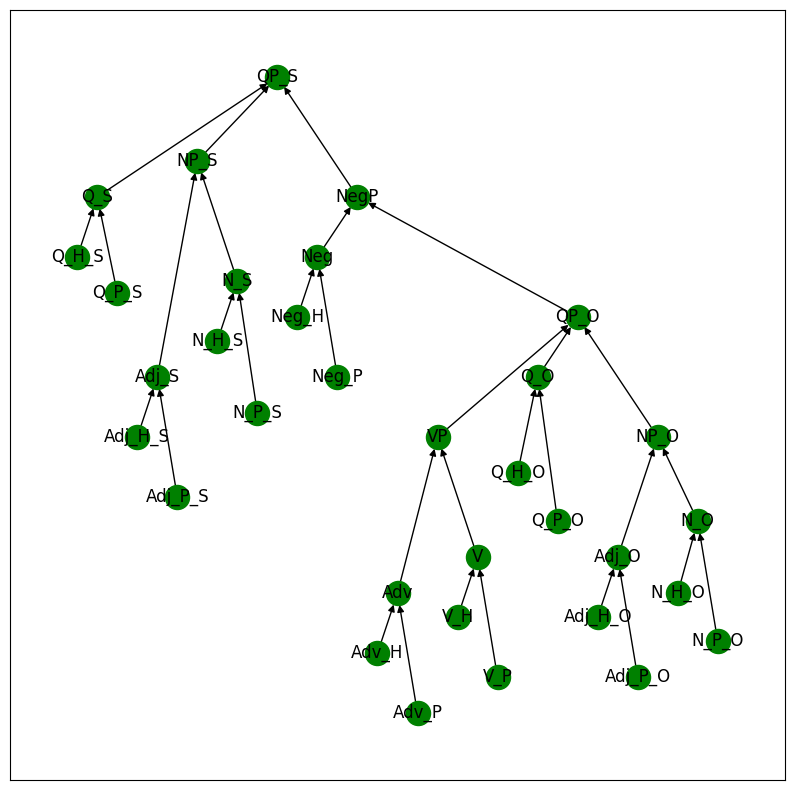 QP_S
NP_S
Q_S
NegP
Q_H_S
Neg
N_S
Q_P_S
Neg_H
QP_O
N_H_S
Adj_S
Neg_P
Q_O
N_P_S
Adj_H_S
VP
NP_O
Q_H_O
Adj_P_S
Q_P_O
N_O
V
Adj_O
Adv
N_H_O
V_H
Adj_H_O
N_P_O
Adv_H
V_P
Adj_P_O
Adv_P